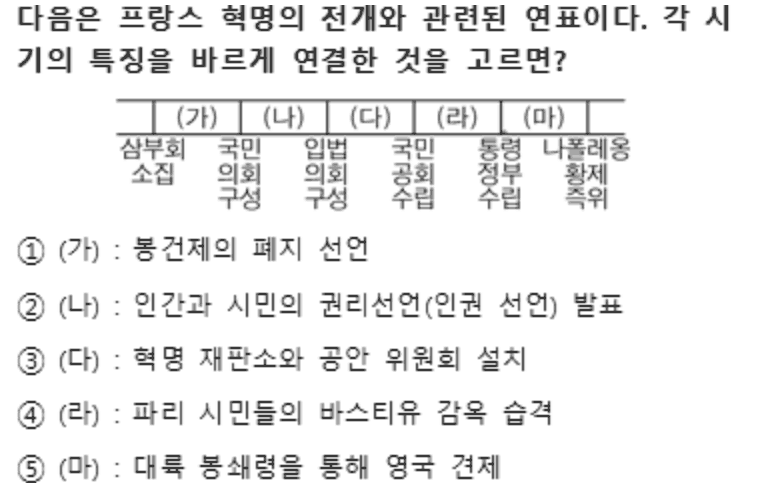 다음은 프랑스 혁명의 전개와 관련된 연표이다. 각 시
기의 특징을 바르게 연결한 것을 고르면?
(가) (나) (다) (라) (마)
삼부회 국민 입법 국민 통령 나폴레옹
소집 의회 의회 공회 정부 황제
구성 구성 수립 수립 즉위
① (가) : 봉건제의 폐지 선언
② (나) : 인간과 시민의 권리선언(인권 선언) 발표
③ (다) : 혁명 재판소와 공안 위원회 설치
④ (라) : 파리 시민들의 바스티유 감옥 습격
⑤ (마) : 대륙 봉쇄령을 통해 영국 견제